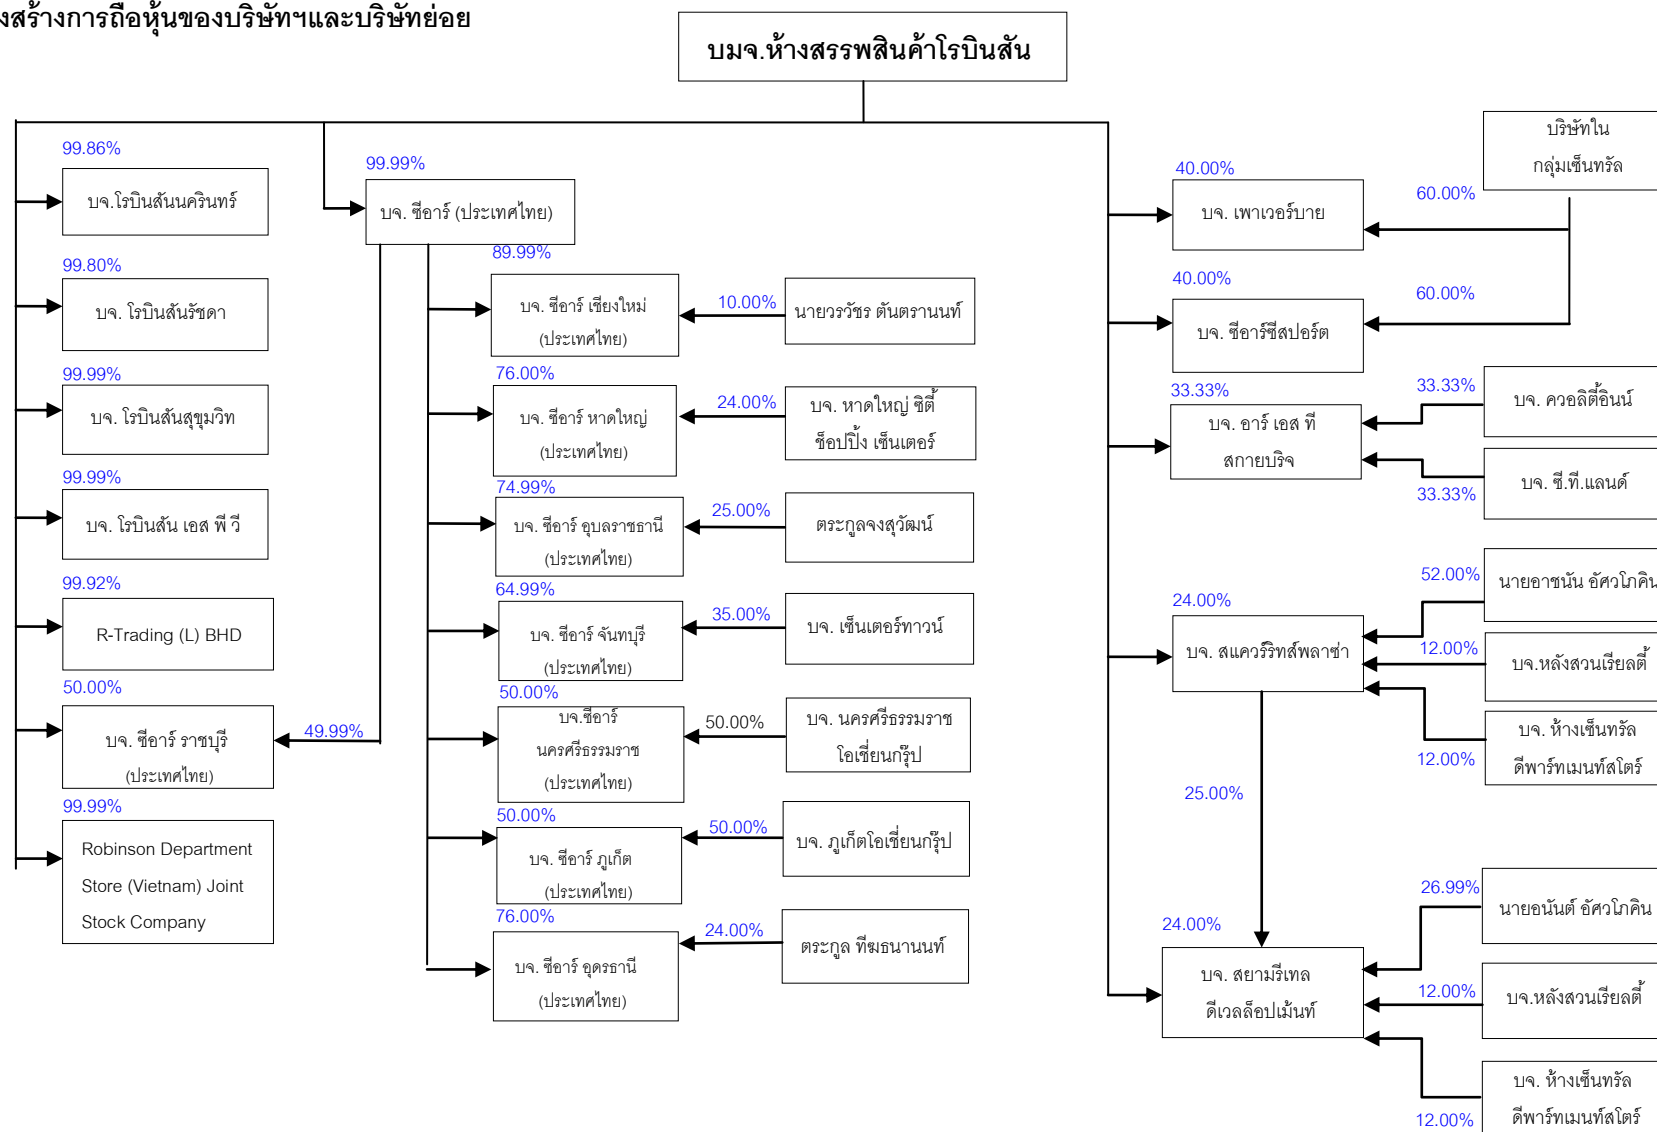 งสร้างการถือหุ้นของบริษัทฯและบริษัทย่อย
บมจ.ห้างสรรพสินค้าโรบินสัน
99.86%
บจ.โรบินสันนครินทร์
99.80%
บจ. โรบินสันรัชดา
99.99%
บจ. โรบินสันสุขุมวิท
99.99%
บจ. โรบินสัน เอส พี วี
99.92%
R-Trading (L) BHD
50.00%
บจ. ซีอาร์ ราชบุรี
(ประเทศไทย)
49.99%
99.99%
Robinson Department
Store (Vietnam) Joint
Stock Company
99.99%
บจ. ซีอาร์ (ประเทศไทย)
89.99%
บจ. ซีอาร์ เชียงใหม่
(ประเทศไทย)
10.00%
นายวรวัชร ตันตรานนท์
76.00%
บจ. ซีอาร์ หาดใหญ่
(ประเทศไทย)
24.00%
บจ. หาดใหญ่ ซิตี้
ช็อปปิ้ง เซ็นเตอร์
74.99%
บจ. ซีอาร์ อุบลราชธานี
(ประเทศไทย)
25.00%
ตระกูลจงสุวัฒน์
64.99%
บจ. ซีอาร์ จันทบุรี
(ประเทศไทย)
35.00%
บจ. เซ็นเตอร์ทาวน์
50.00%
บจ.ซีอาร์
นครศรีธรรมราช
(ประเทศไทย)
50.00%
บจ. นครศรีธรรมราช
โอเชี่ยนกรุ๊ป
50.00%
บจ. ซีอาร์ ภูเก็ต
(ประเทศไทย)
50.00%
บจ. ภูเก็ตโอเชี่ยนกรุ๊ป
76.00%
บจ. ซีอาร์ อุดรธานี
(ประเทศไทย)
24.00%
ตระกูล ทีฆธนานนท์
บริษัทใน
กลุ่มเซ็นทรัล
40.00%
บจ. เพาเวอร์บาย
60.00%
40.00%
บจ. ซีอาร์ซีสปอร์ต
60.00%
33.33%
บจ. อาร์ เอส ที
สกายบริจ
33.33%
บจ. ควอลิตี้อินน์
33.33%
บจ. ซี.ที.แลนด์
24.00%
บจ. สแควร์ริทส์พลาซ่า
52.00%
นายอาชนัน อัศวโภคิน
12.00%
บจ.หลังสวนเรียลตี้
12.00%
บจ. ห้างเซ็นทรัล
ดีพาร์ทเมนท์สโตร์
25.00%
24.00%
บจ. สยามรีเทล
ดีเวลล็อปเม้นท์
26.99%
นายอนันต์ อัศวโภคิน
12.00%
บจ.หลังสวนเรียลตี้
12.00%
บจ. ห้างเซ็นทรัล
ดีพาร์ทเมนท์สโตร์